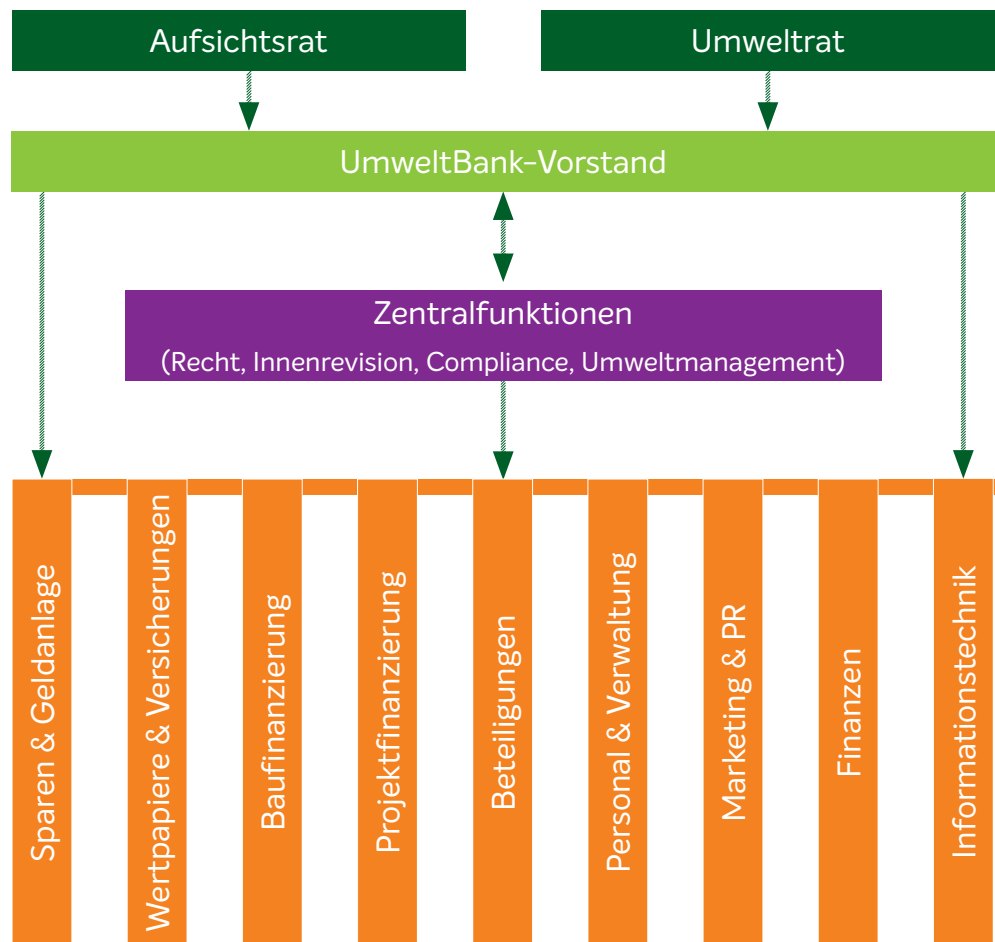 Aufsichtsrat
Umweltrat
UmweltBank-Vorstand
Zentralfunktionen
(Recht, Innenrevision, Compliance, Umweltmanagement)
Sparen & Geldanlage
Wertpapiere & Versicherungen
Baufinanzierung
Projektfinanzierung
Beteiligungen
Personal & Verwaltung
Marketing & PR
Finanzen
Informationstechnik